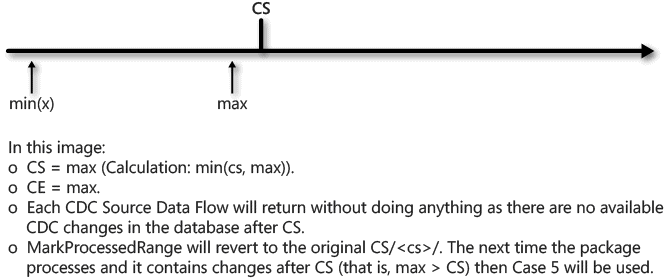 CS
min(x)
max
In this image:
o CS = max (Calculation: min(cs, max)).
o CE = max.
o Each CDC Source Data Flow will return without doing anything as there are no available
CDC changes in the database after CS.
o MarkProcessedRange will revert to the original CS/<cs>/. The next time the package
processes and it contains changes after CS (that is, max > CS) then Case 5 will be used.